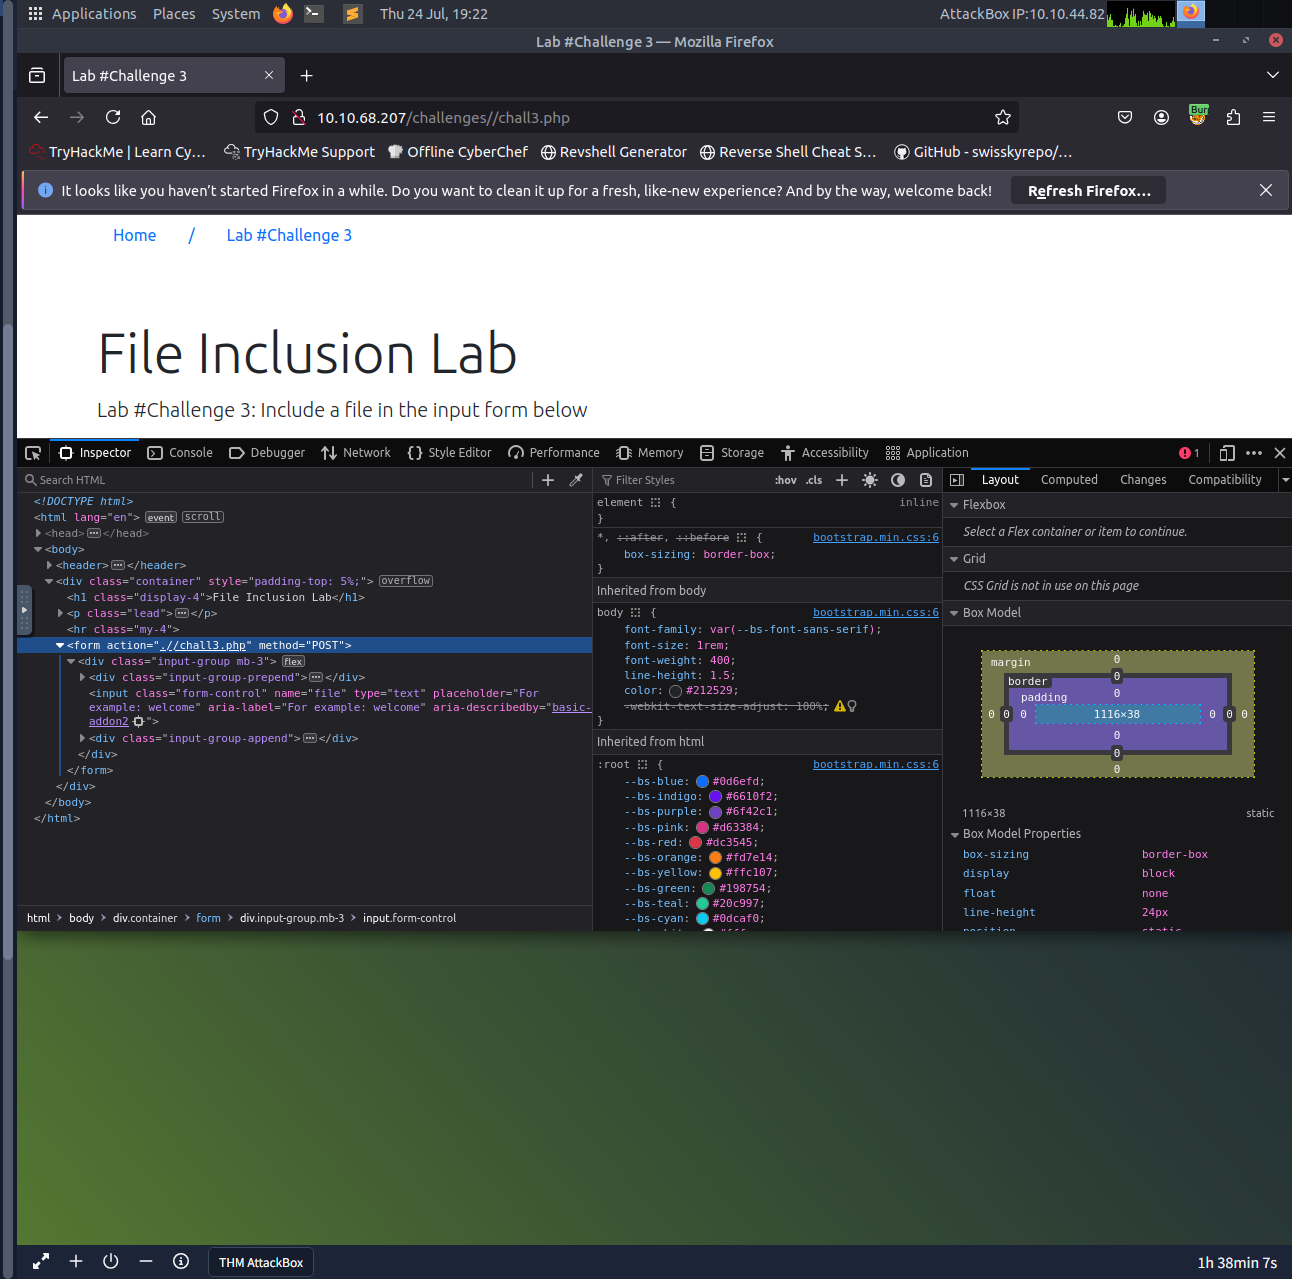 Applications Places System Thu 24 Jul, 19:22 AttackBox IP:10.10.44.82
Lab #Challenge 3 — Mozilla Firefox
Lab #Challenge 3
10.10.68.207/challenges//chall3.php
Burp
TryHackMe | Learn Cy… TryHackMe Support Offline CyberChef Revshell Generator Reverse Shell Cheat S… GitHub - swisskyrepo/…
It looks like you haven't started Firefox in a while. Do you want to clean it up for a fresh, like-new experience? And by the way, welcome back! Refresh Firefox…
Home / Lab #Challenge 3
File Inclusion Lab
Lab #Challenge 3: Include a file in the input form below
Inspector Console Debugger Network Style Editor Performance Memory Storage Accessibility Application 1
Search HTML
<!DOCTYPE html>
<html lang="en"> event scroll
<head> </head>
<body>
<header> </header>
<div class="container" style="padding-top: 5%;"> overflow
<h1 class="display-4">File Inclusion Lab</h1>
<p class="lead"> </p>
<hr class="my-4">
<form action=".//chall3.php" method="POST">
<div class="input-group mb-3"> flex
<div class="input-group-prepend"> </div>
<input class="form-control" name="file" type="text" placeholder="For
example: welcome" aria-label="For example: welcome" aria-describedby="basic-
addon2">
<div class="input-group-append"> </div>
</div>
</form>
</div>
</body>
</html>
html body div.container form div.input-group.mb-3 input.form-control
Filter Styles :hov .cls
element { inline
}
*, ::after, ::before { bootstrap.min.css:6
box-sizing: border-box;
}
Inherited from body
body { bootstrap.min.css:6
font-family: var(--bs-font-sans-serif);
font-size: 1rem;
font-weight: 400;
line-height: 1.5;
color: #212529;
-webkit-text-size-adjust: 100%;
}
Inherited from html
:root { bootstrap.min.css:6
--bs-blue: #0d6efd;
--bs-indigo: #6610f2;
--bs-purple: #6f42c1;
--bs-pink: #d63384;
--bs-red: #dc3545;
--bs-orange: #fd7e14;
--bs-yellow: #ffc107;
--bs-green: #198754;
--bs-teal: #20c997;
--bs-cyan: #0dcaf0;
Layout Computed Changes Compatibility
Flexbox
Select a Flex container or item to continue.
Grid
CSS Grid is not in use on this page
Box Model
margin 0
border 0
padding 0
0 0 0 1116×38 0 0 0
0
0
0
1116×38 static
Box Model Properties
box-sizing border-box
display block
float none
line-height 24px
position static
THM AttackBox 1h 38min 7s